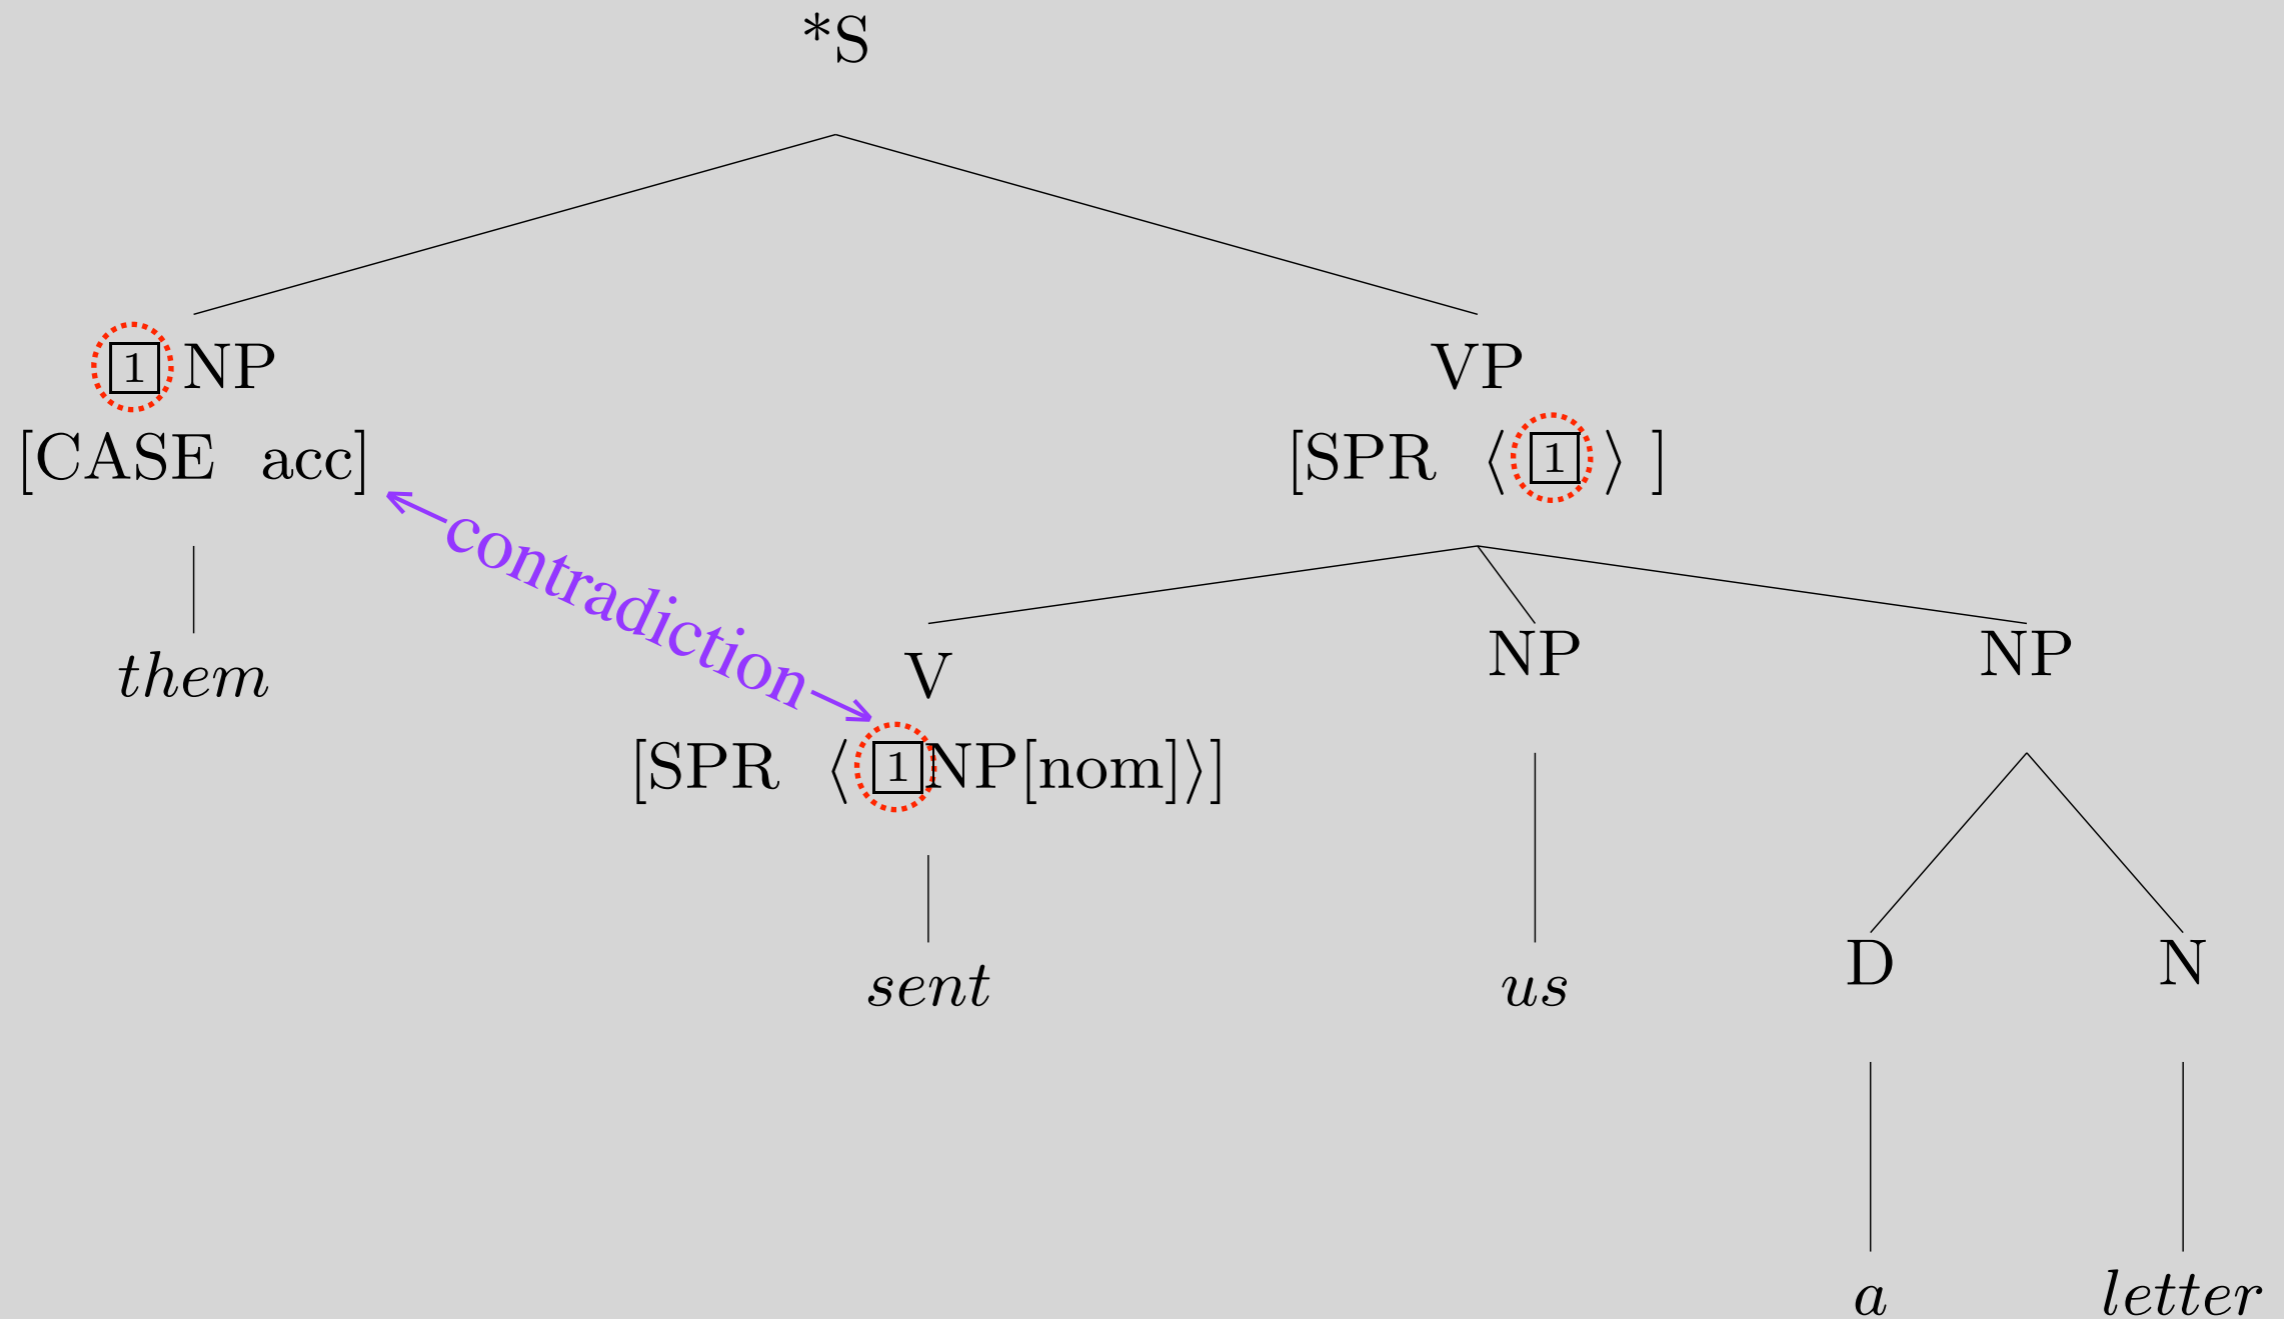 *S
1 NP
VP
[CASE acc]
[SPR ⟨ 1 ⟩ ]
contradiction
NP
NP
them
V
[SPR ⟨ 1 NP[nom]⟩]
sent
us
D
N
a
letter